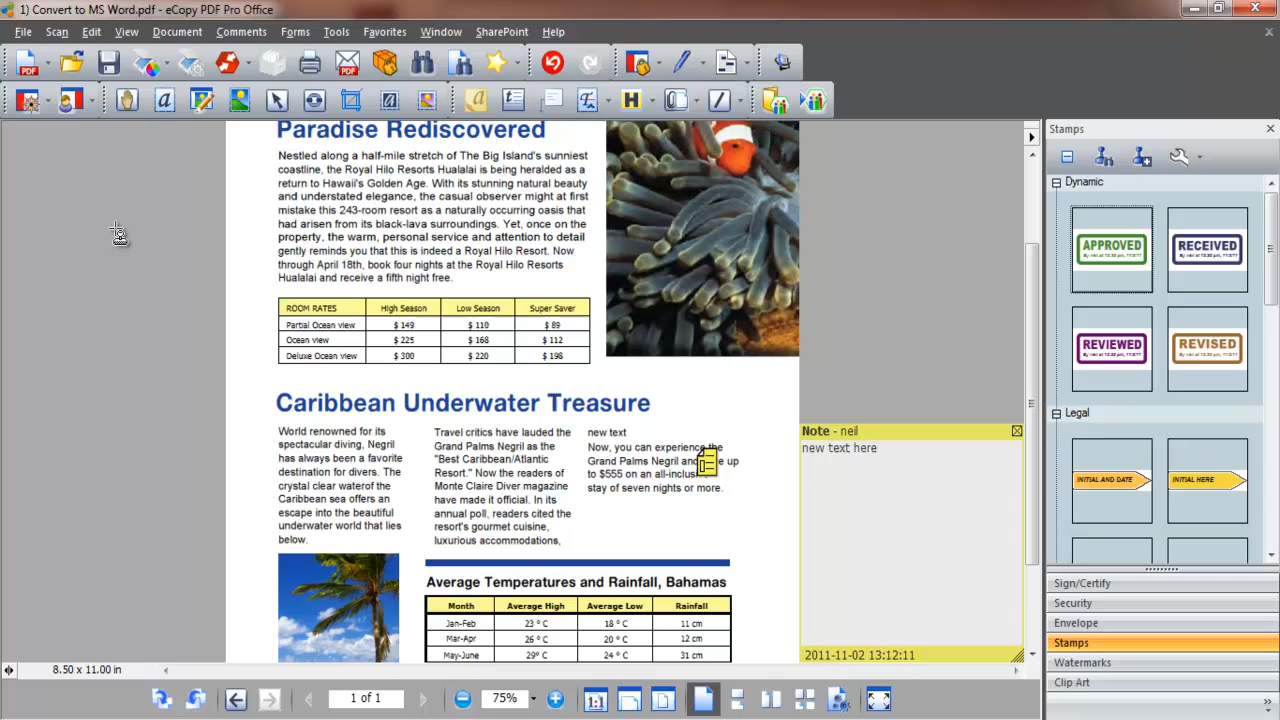 1) Convert to MS Word.pdf - eCopy PDF Pro Office
File Scan Edit View Document Comments Forms Tools Favorites Window SharePoint Help
Paradise Rediscovered
Nestled along a half-mile stretch of The Big Island's sunniest
coastline, the Royal Hilo Resorts Hualalai is being heralded as a
return to Hawaii's Golden Age. With its stunning natural beauty
and understated elegance, the casual observer might at first
mistake this 243-room resort as a naturally occurring oasis that
had arisen from its black-lava surroundings. Yet, once on the
property, the warm, personal service and attention to detail
gently reminds you that this is indeed a Royal Hilo Resort. Now
through April 18th, book four nights at the Royal Hilo Resorts
Hualalai and receive a fifth night free.
ROOM RATES High Season Low Season Super Saver
Partial Ocean view $ 149 $ 110 $ 89
Ocean view $ 225 $ 168 $ 112
Deluxe Ocean view $ 300 $ 220 $ 198
Caribbean Underwater Treasure
World renowned for its
spectacular diving, Negril
has always been a favorite
destination for divers. The
crystal clear waterof the
Caribbean sea offers an
escape into the beautiful
underwater world that lies
below.
Travel critics have lauded the
Grand Palms Negril as the
"Best Caribbean/Atlantic
Resort." Now the readers of
Monte Claire Diver magazine
have made it official. In its
annual poll, readers cited the
resort's gourmet cuisine,
luxurious accommodations,
new text
Now, you can experience the
Grand Palms Negril and up
to $555 on an all-inclusive
stay of seven nights or more.
Average Temperatures and Rainfall, Bahamas
Month Average High Average Low Rainfall
Jan-Feb 23 º C 18 º C 11 cm
Mar-Apr 26 º C 20 º C 12 cm
May-June 29º C 24 º C 31 cm
Note - neil
new text here
2011-11-02 13:12:11
Stamps
Dynamic
APPROVED
RECEIVED
REVIEWED
REVISED
Legal
INITIAL AND DATE
INITIAL HERE
Sign/Certify
Security
Envelope
Stamps
Watermarks
Clip Art
8.50 x 11.00 in
1 of 1
75%
1:1